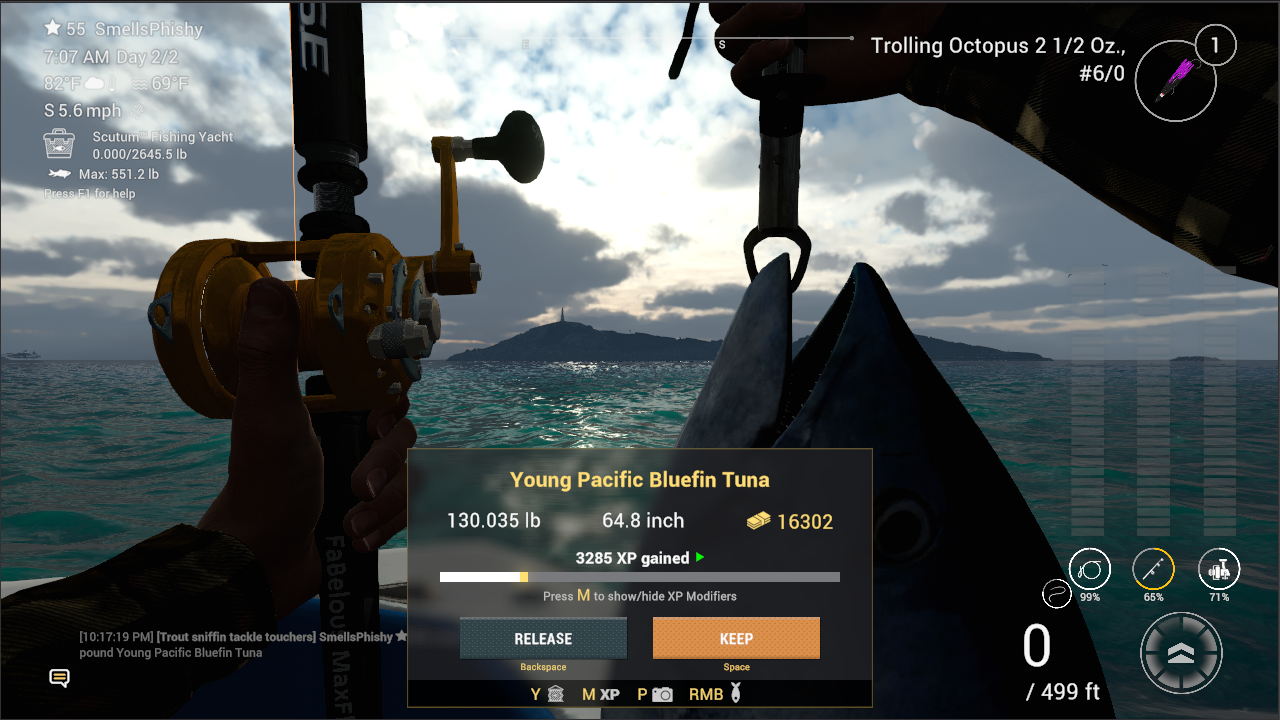 55 SmellsPhishy
7:07 AM Day 2/2
82°F 69°F
S 5.6 mph
Scutum™ Fishing Yacht
0.000/2645.5 lb
Max: 551.2 lb
Press F1 for help
E
S
Trolling Octopus 2 1/2 Oz.,
#6/0
1
Young Pacific Bluefin Tuna
130.035 lb 64.8 inch 16302
3285 XP gained
Press M to show/hide XP Modifiers
RELEASE KEEP
Backspace Space
Y M XP P RMB
[10:17:19 PM] [Trout sniffin tackle touchers] SmellsPhishy
pound Young Pacific Bluefin Tuna
99% 65% 71%
0
/ 499 ft